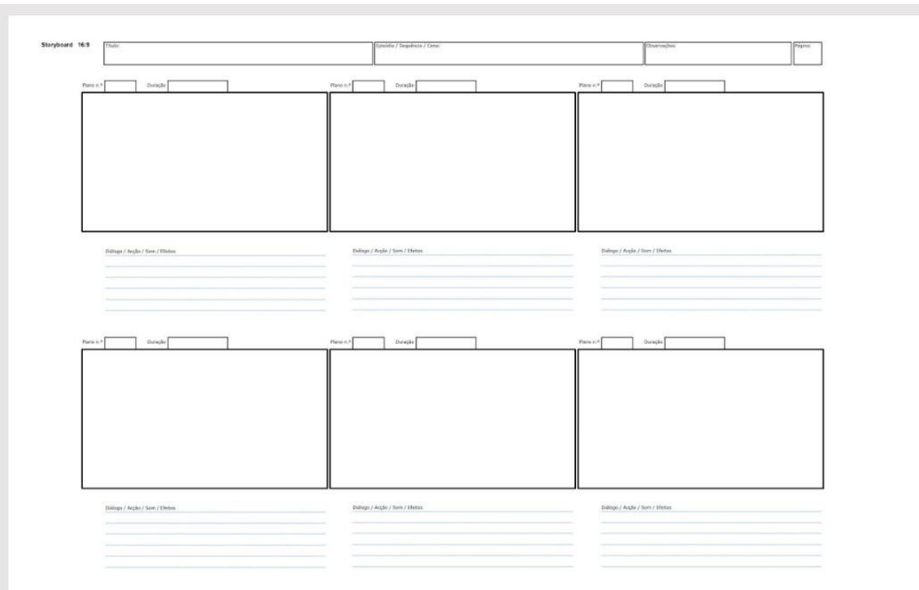 Storyboard 16:9
Título:
Episódio / Sequência / Cena:
Observações:
Página:
Plano n.º Duração
Plano n.º Duração
Plano n.º Duração
Diálogo / Acção / Som / Efeitos
Diálogo / Acção / Som / Efeitos
Diálogo / Acção / Som / Efeitos
Plano n.º Duração
Plano n.º Duração
Plano n.º Duração
Diálogo / Acção / Som / Efeitos
Diálogo / Acção / Som / Efeitos
Diálogo / Acção / Som / Efeitos